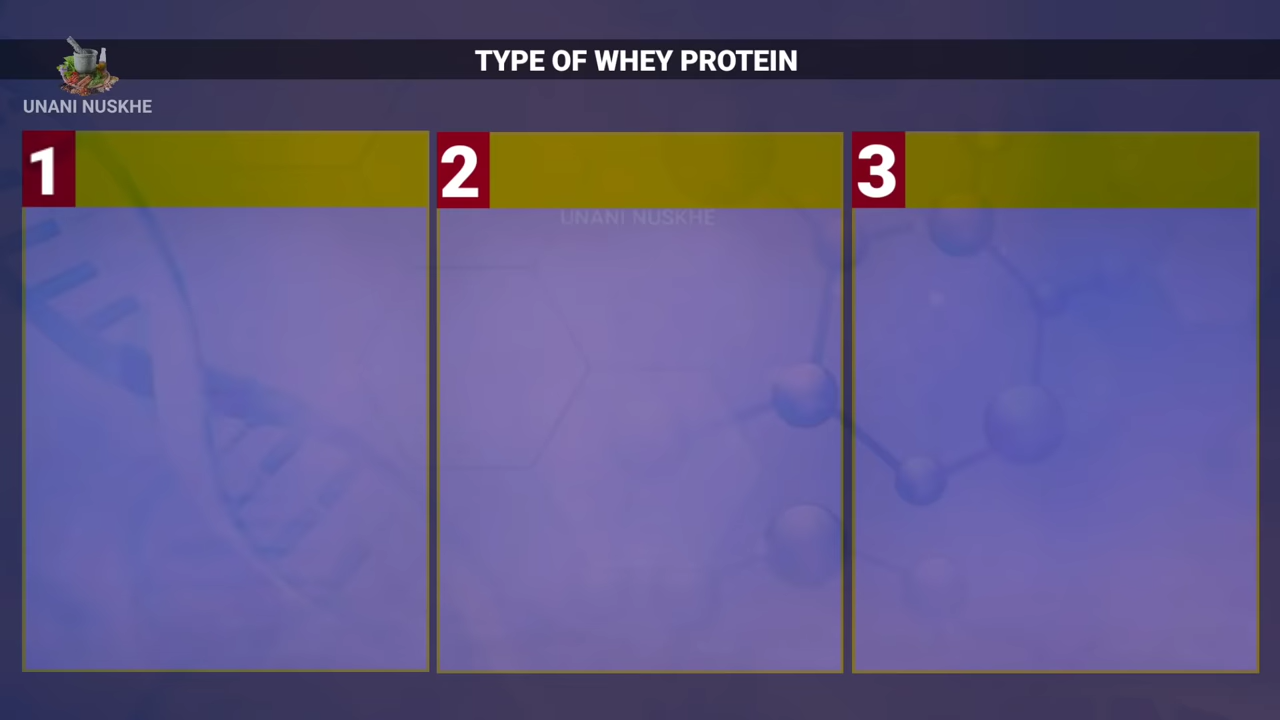 TYPE OF WHEY PROTEIN
UNANI NUSKHE
1
2
3
UNANI NUSKHE